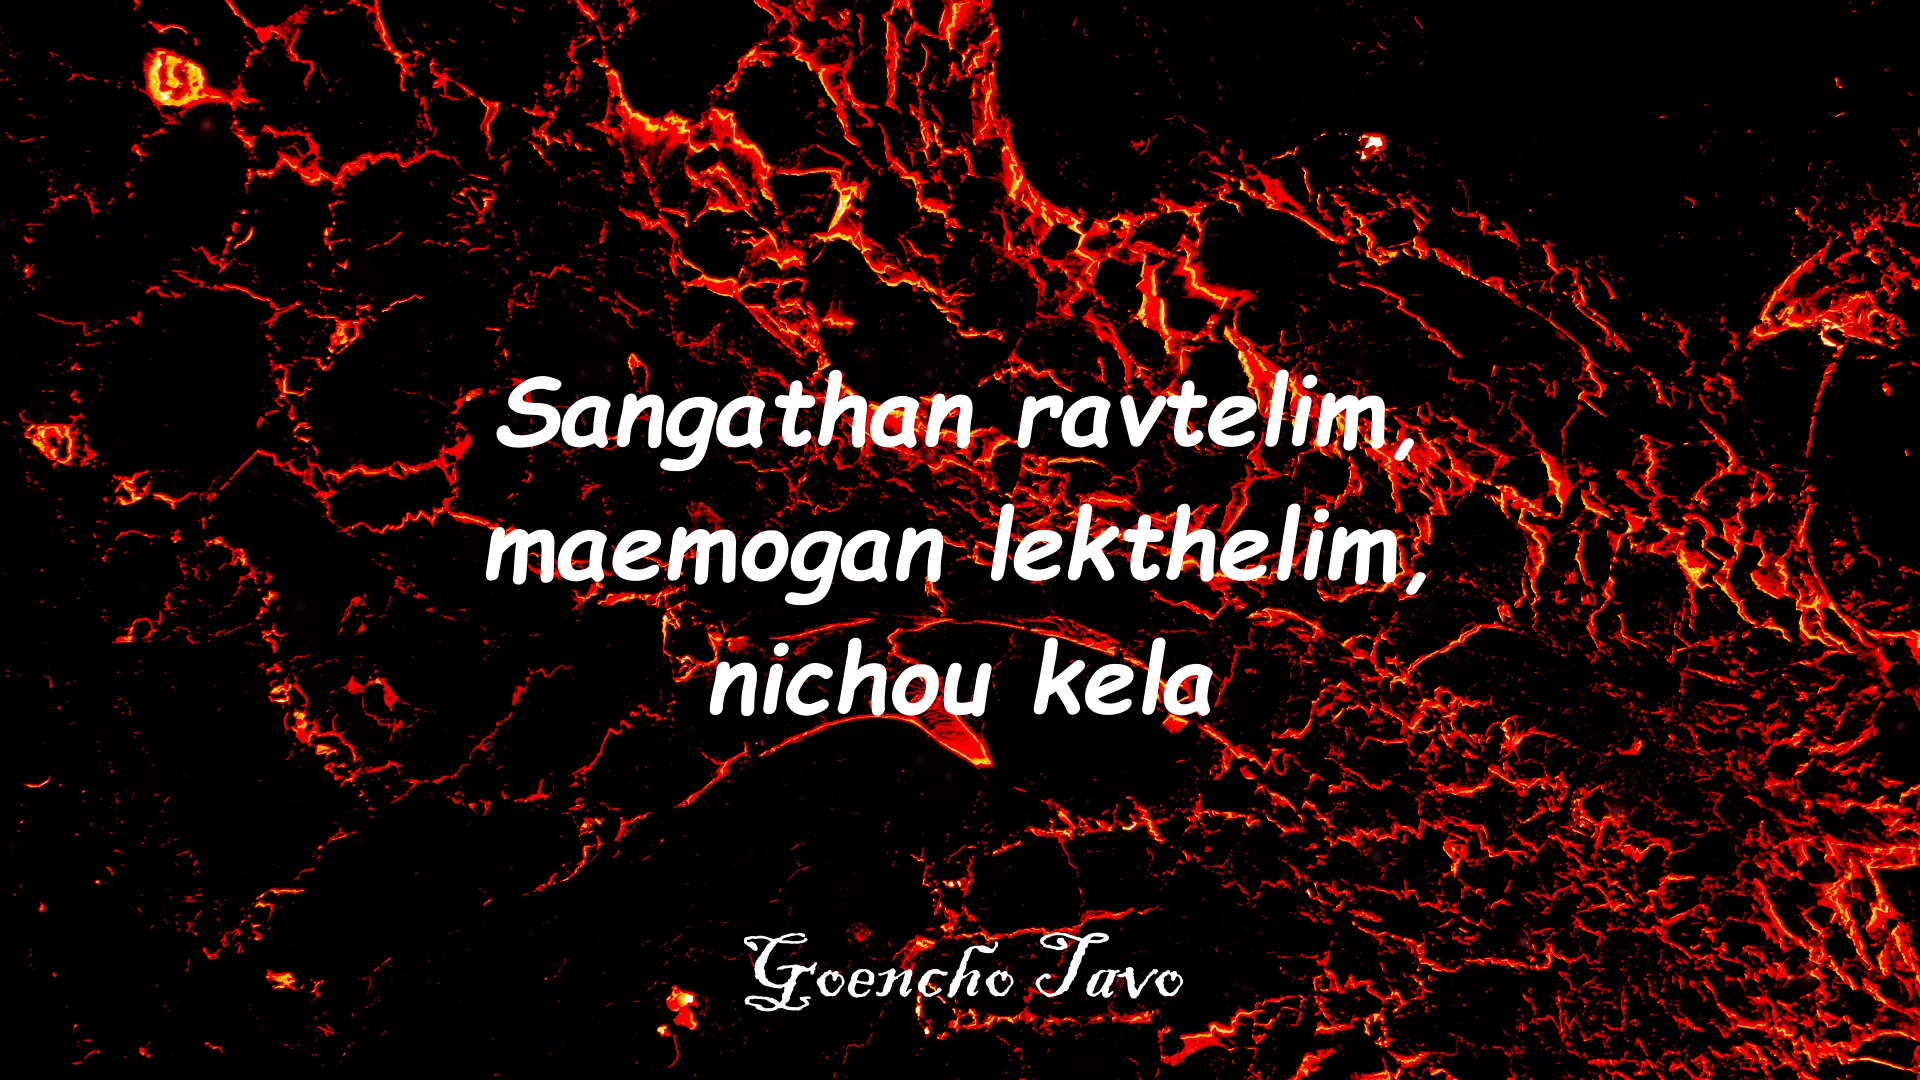 Sangathan ravtelim,
maemogan lekthelim,
nichou kela
Goencho Tavo